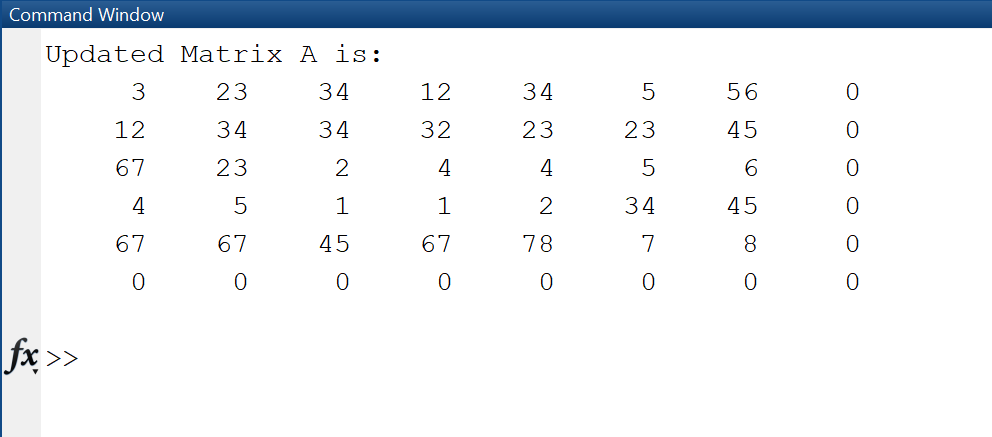 Command Window
Updated Matrix A is:
3 23 34 12 34 5 56 0
12 34 34 32 23 23 45 0
67 23 2 4 4 5 6 0
4 5 1 1 2 34 45 0
67 67 45 67 78 7 8 0
0 0 0 0 0 0 0 0
fx >>